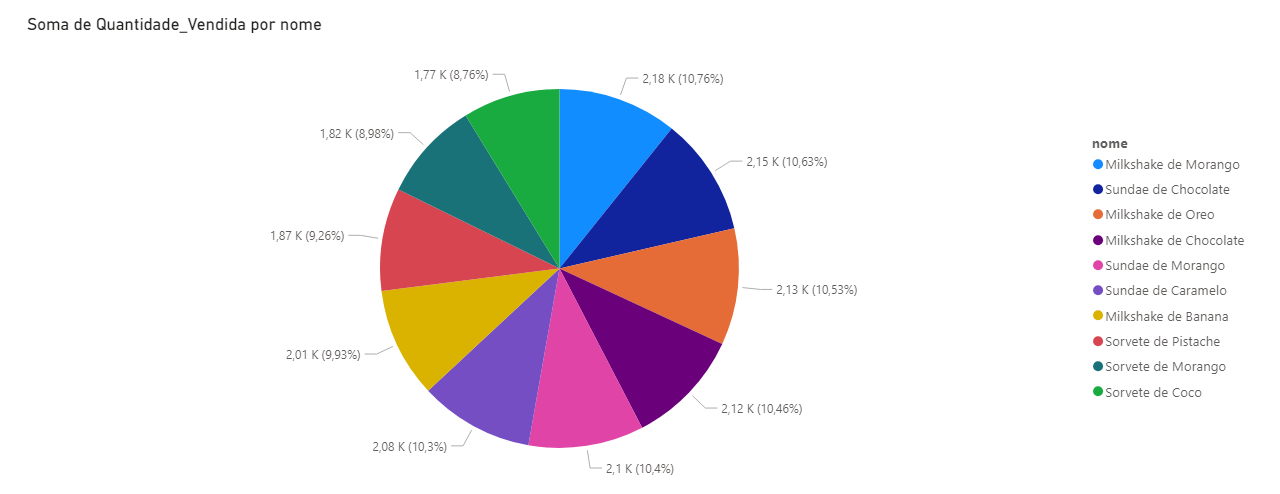 Soma de Quantidade_Vendida por nome
1,77 K (8,76%)
2,18 K (10,76%)
1,82 K (8,98%)
2,15 K (10,63%)
1,87 K (9,26%)
2,13 K (10,53%)
2,01 K (9,93%)
2,12 K (10,46%)
2,08 K (10,3%)
2,1 K (10,4%)
nome
Milkshake de Morango
Sundae de Chocolate
Milkshake de Oreo
Milkshake de Chocolate
Sundae de Morango
Sundae de Caramelo
Milkshake de Banana
Sorvete de Pistache
Sorvete de Morango
Sorvete de Coco